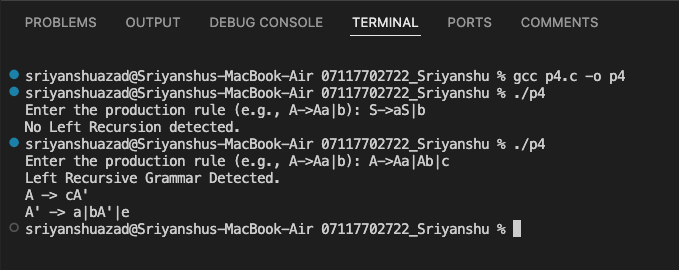 PROBLEMS OUTPUT DEBUG CONSOLE TERMINAL PORTS COMMENTS
sriyanshuazad@Sriyanshus-MacBook-Air 07117702722_Sriyanshu % gcc p4.c -o p4
sriyanshuazad@Sriyanshus-MacBook-Air 07117702722_Sriyanshu % ./p4
Enter the production rule (e.g., A->Aa|b): S->aS|b
No Left Recursion detected.
sriyanshuazad@Sriyanshus-MacBook-Air 07117702722_Sriyanshu % ./p4
Enter the production rule (e.g., A->Aa|b): A->Aa|Ab|c
Left Recursive Grammar Detected.
A -> cA'
A' -> a|bA'|e
sriyanshuazad@Sriyanshus-MacBook-Air 07117702722_Sriyanshu %